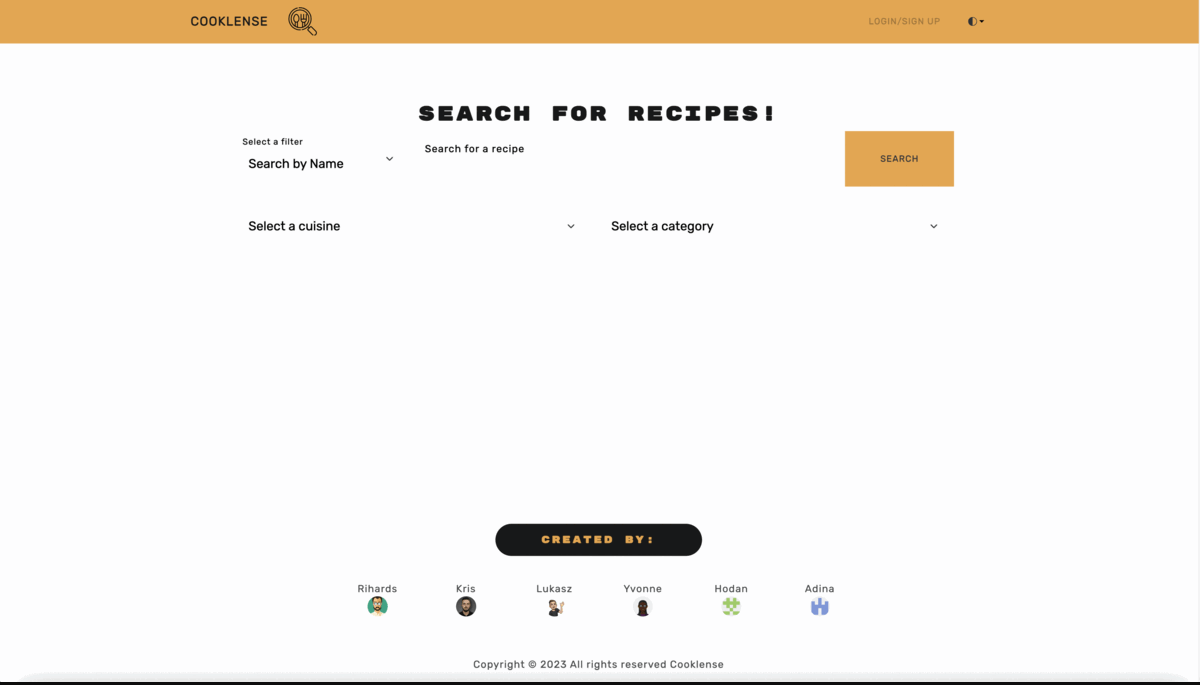 COOKLENSE
LOGIN/SIGN UP
SEARCH FOR RECIPES!
Select a filter
Search by Name
Search for a recipe
SEARCH
Select a cuisine
Select a category
CREATED BY:
Rihards
Kris
Lukasz
Yvonne
Hodan
Adina
Copyright © 2023 All rights reserved Cooklense